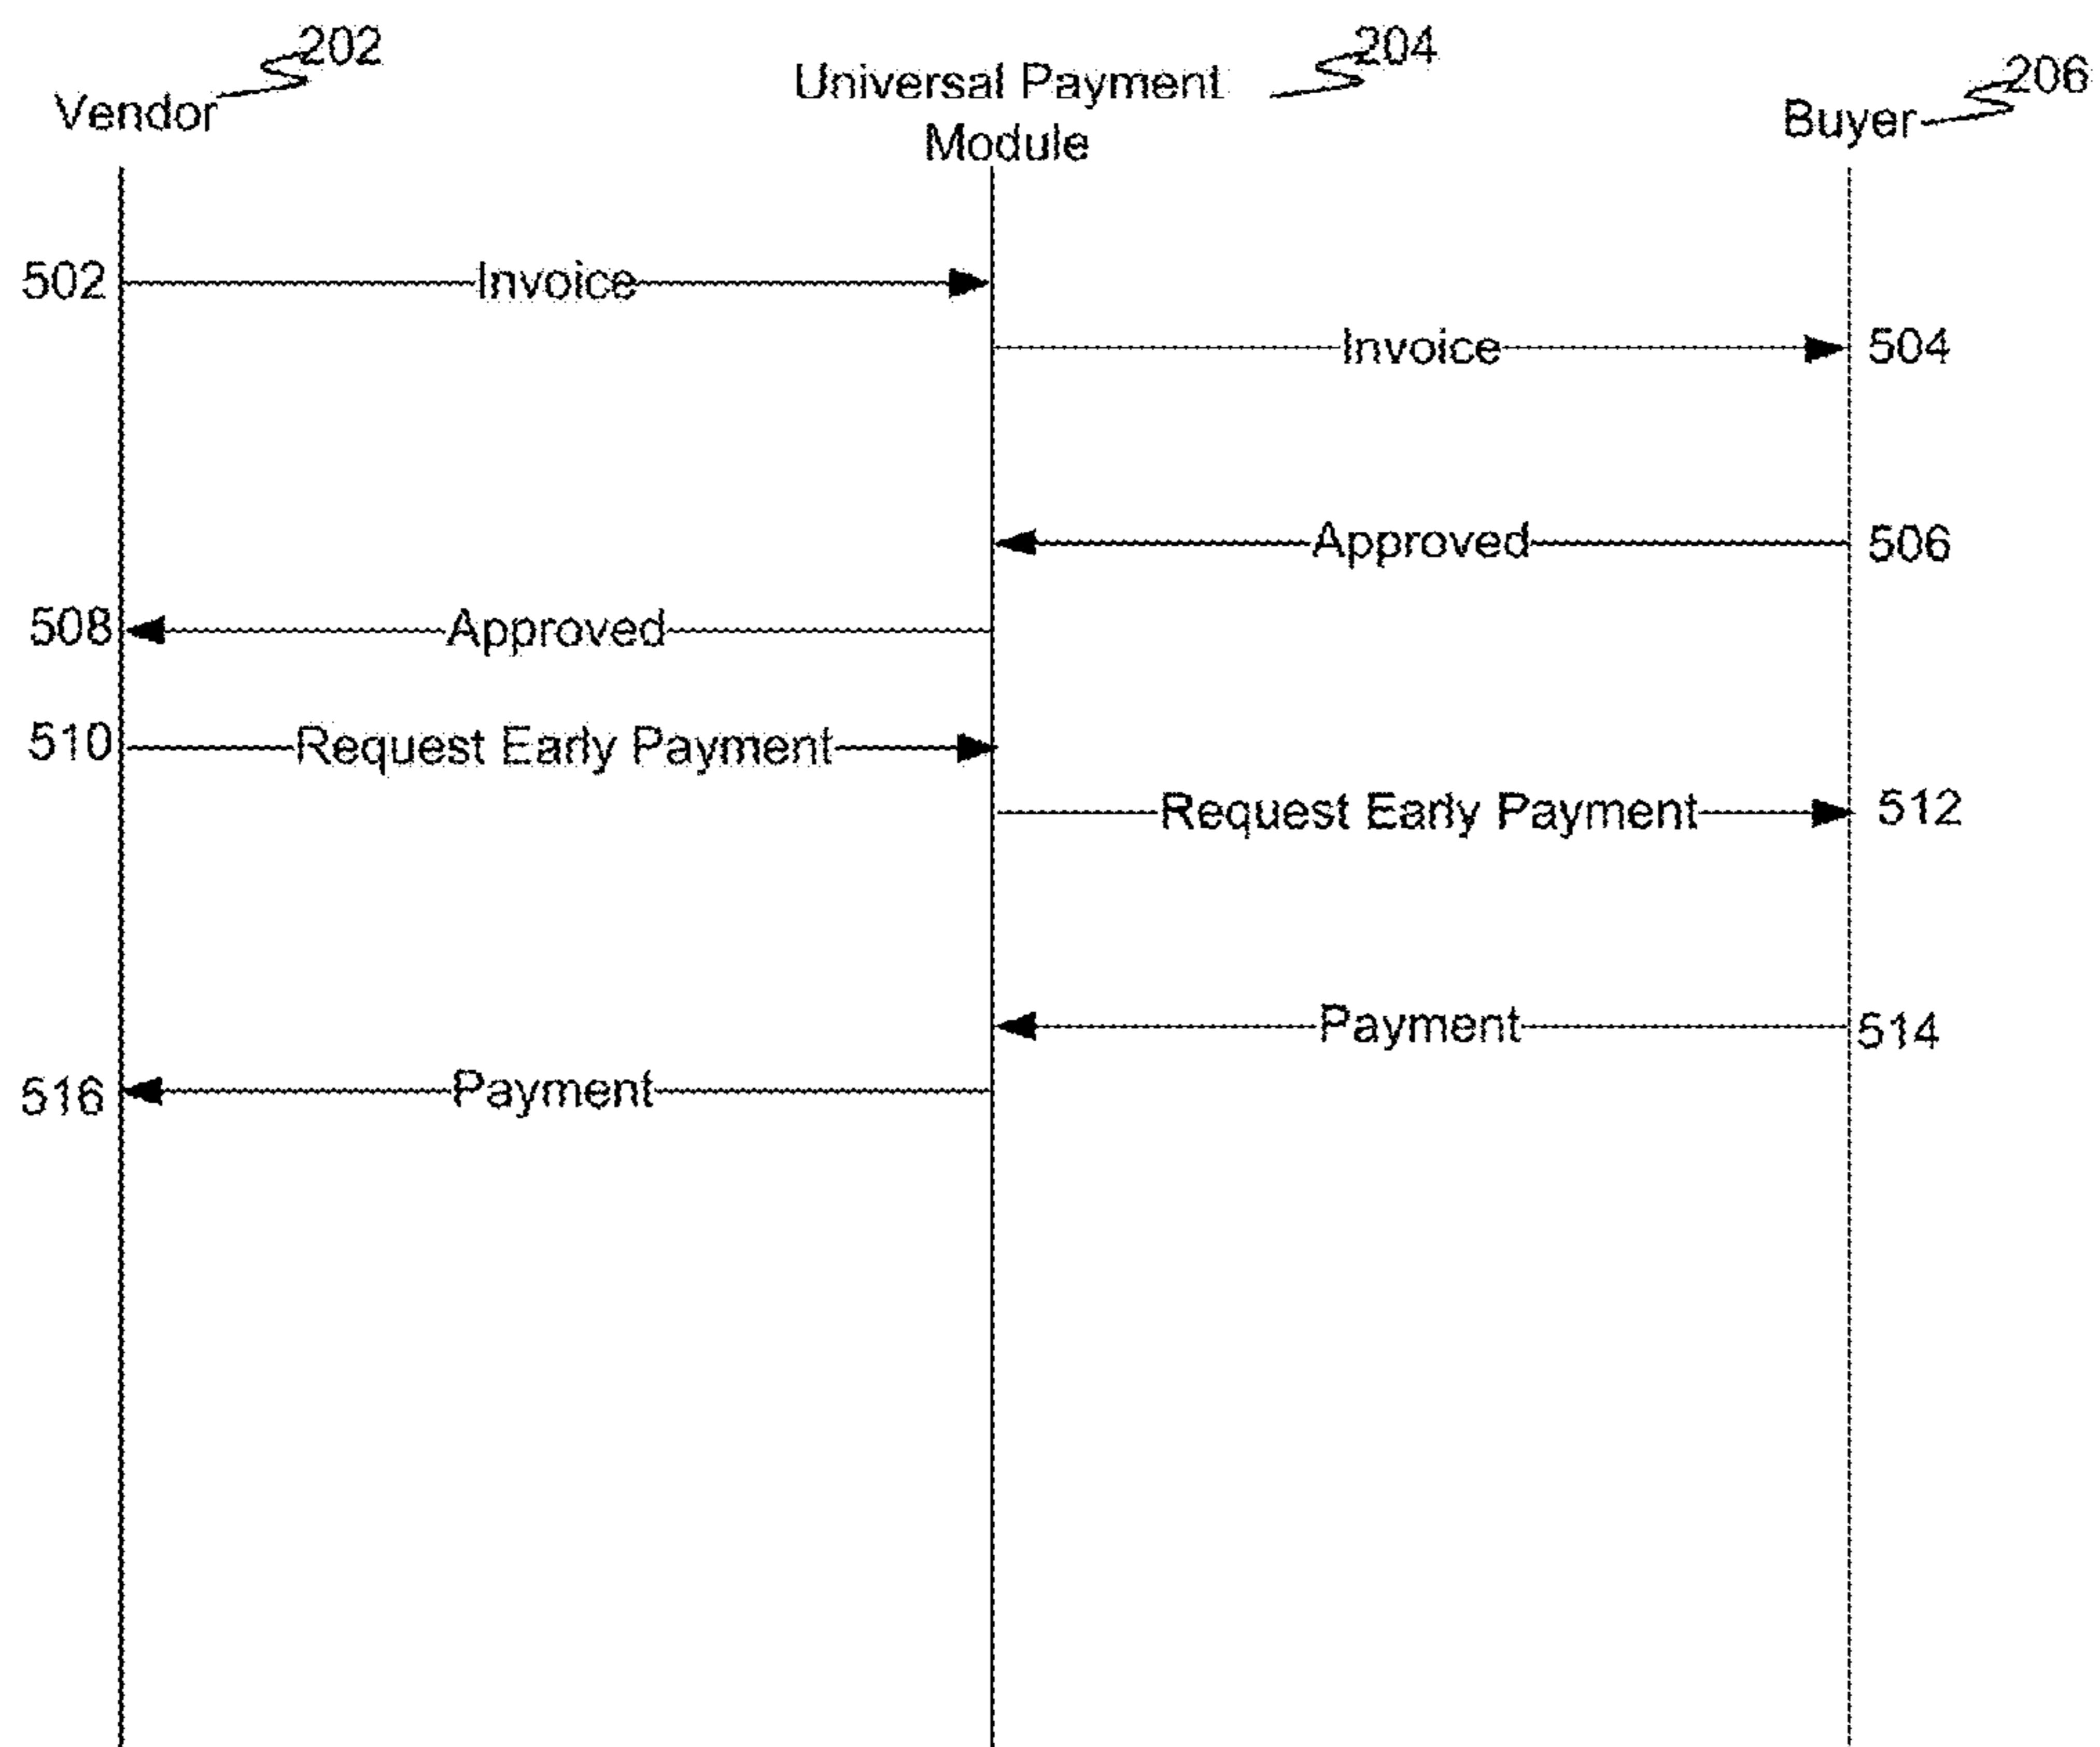 202
204
206
Vendor
Universal Payment
Module
Buyer
502 Invoice
Invoice 504
Approved 506
508 Approved
510 Request Early Payment
Request Early Payment 512
Payment 514
516 Payment